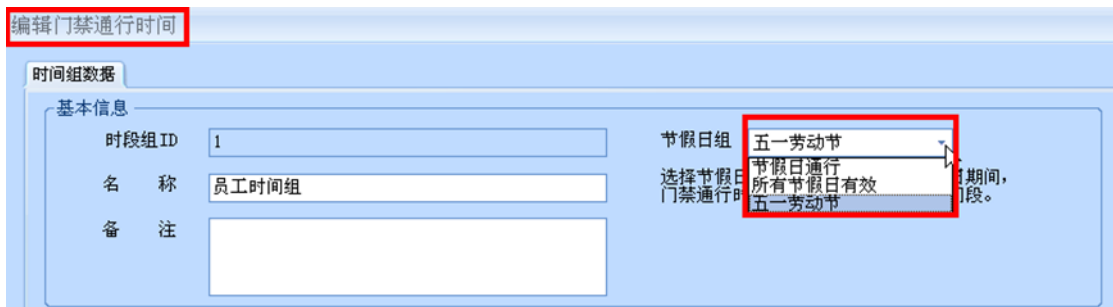 编辑门禁通行时间
时间组数据
基本信息
时段组ID 1
节假日组 五一劳动节
节假日通行
所有节假日有效
五一劳动节
选择节假日 期间,
门禁通行时 段。
名 称 员工时间组
备 注